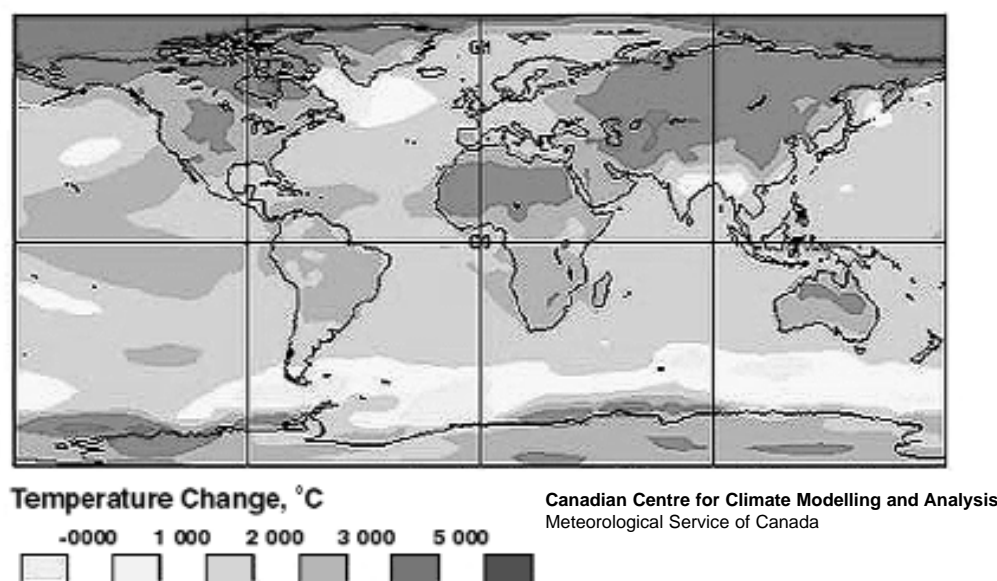 Temperature Change, °C
Canadian Centre for Climate Modelling and Analysis
Meteorological Service of Canada
-0000 1 000 2 000 3 000 5 000